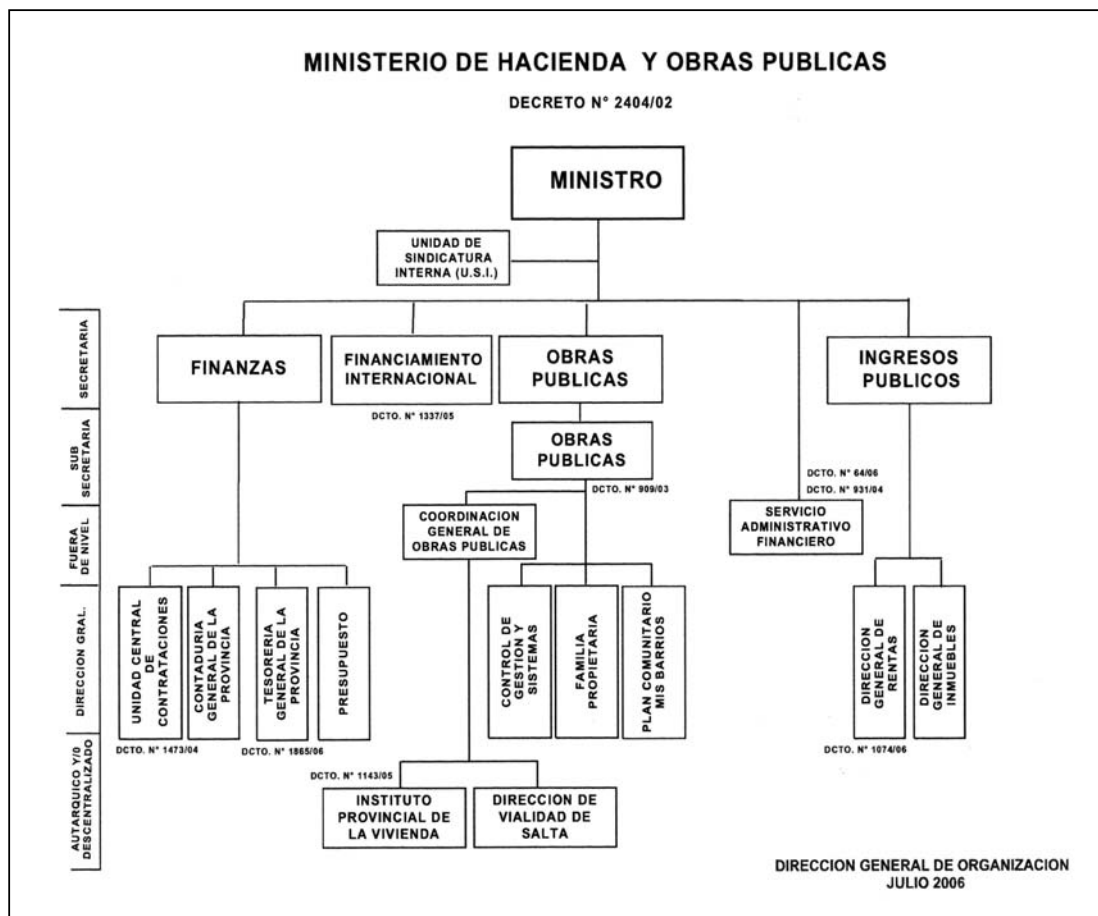 MINISTERIO DE HACIENDA Y OBRAS PUBLICAS
DECRETO N° 2404/02
MINISTRO
UNIDAD DE
SINDICATURA
INTERNA (U.S.I.)
SECRETARIA
FINANZAS
FINANCIAMIENTO
INTERNACIONAL
DCTO. N° 1337/05
OBRAS
PUBLICAS
INGRESOS
PUBLICOS
SUB
SECRETARIA
OBRAS
PUBLICAS
DCTO. N° 909/03
DCTO. N° 64/06
DCTO. N° 931/04
FUERA
DE NIVEL
COORDINACION
GENERAL DE
OBRAS PUBLICAS
SERVICIO
ADMINISTRATIVO
FINANCIERO
DIRECCION GRAL.
UNIDAD CENTRAL
DE
CONTRATACIONES
CONTADURIA
GENERAL DE LA
PROVINCIA
TESORERIA
GENERAL DE LA
PROVINCIA
PRESUPUESTO
CONTROL DE
GESTION Y
SISTEMAS
FAMILIA
PROPIETARIA
PLAN COMUNITARIO
MIS BARRIOS
DIRECCION
GENERAL DE
RENTAS
DIRECCION
GENERAL DE
INMUEBLES
DCTO. N° 1473/04
DCTO. N° 1865/06
DCTO. N° 1074/06
AUTARQUICO Y/0
DESCENTRALIZADO
DCTO. N° 1143/05
INSTITUTO
PROVINCIAL DE
LA VIVIENDA
DIRECCION DE
VIALIDAD DE
SALTA
DIRECCION GENERAL DE ORGANIZACION
JULIO 2006